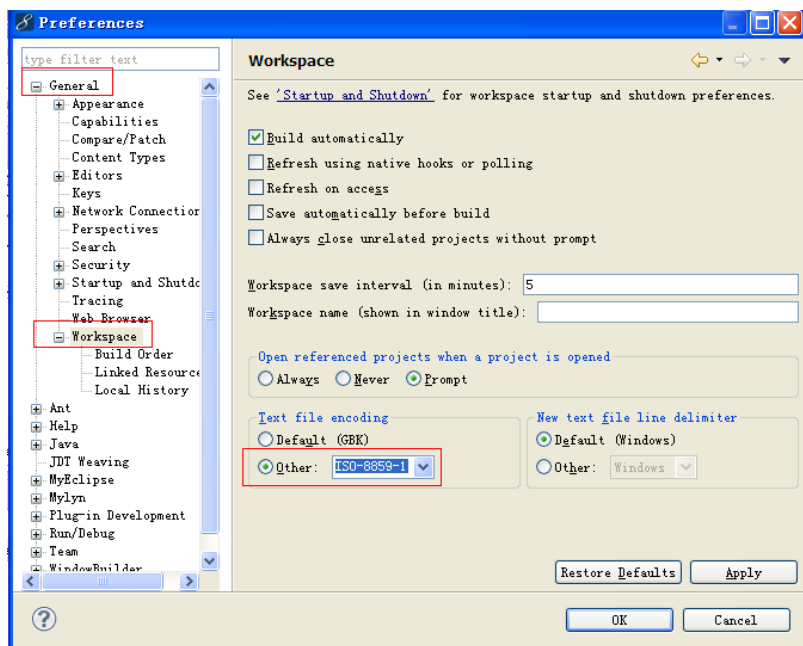 Preferences
type filter text
General
Appearance
Capabilities
Compare/Patch
Content Types
Editors
Keys
Network Connection
Perspectives
Search
Security
Startup and Shutdo
Tracing
Web Browser
Workspace
Build Order
Linked Resource
Local History
Ant
Help
Java
JDT Weaving
MyEclipse
Mylyn
Plug-in Development
Run/Debug
Team
WindowBuilder
Workspace
See 'Startup and Shutdown' for workspace startup and shutdown preferences.
Build automatically
Refresh using native hooks or polling
Refresh on access
Save automatically before build
Always close unrelated projects without prompt
Workspace save interval (in minutes): 5
Workspace name (shown in window title):
Open referenced projects when a project is opened
Always Never Prompt
Text file encoding
Default (GBK)
Other: ISO-8859-1
New text file line delimiter
Default (Windows)
Other: Windows
Restore Defaults Apply
OK Cancel